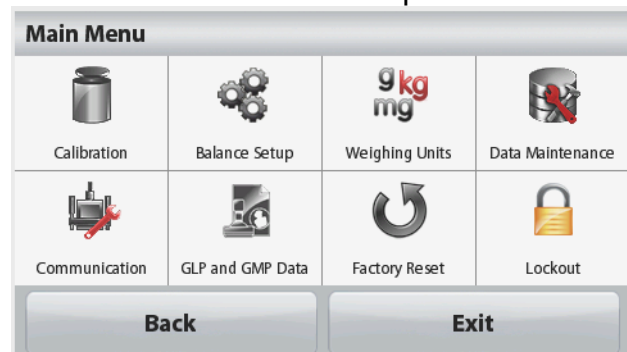 Main Menu
g kg
mg
Calibration Balance Setup Weighing Units Data Maintenance
Communication GLP and GMP Data Factory Reset Lockout
Back Exit